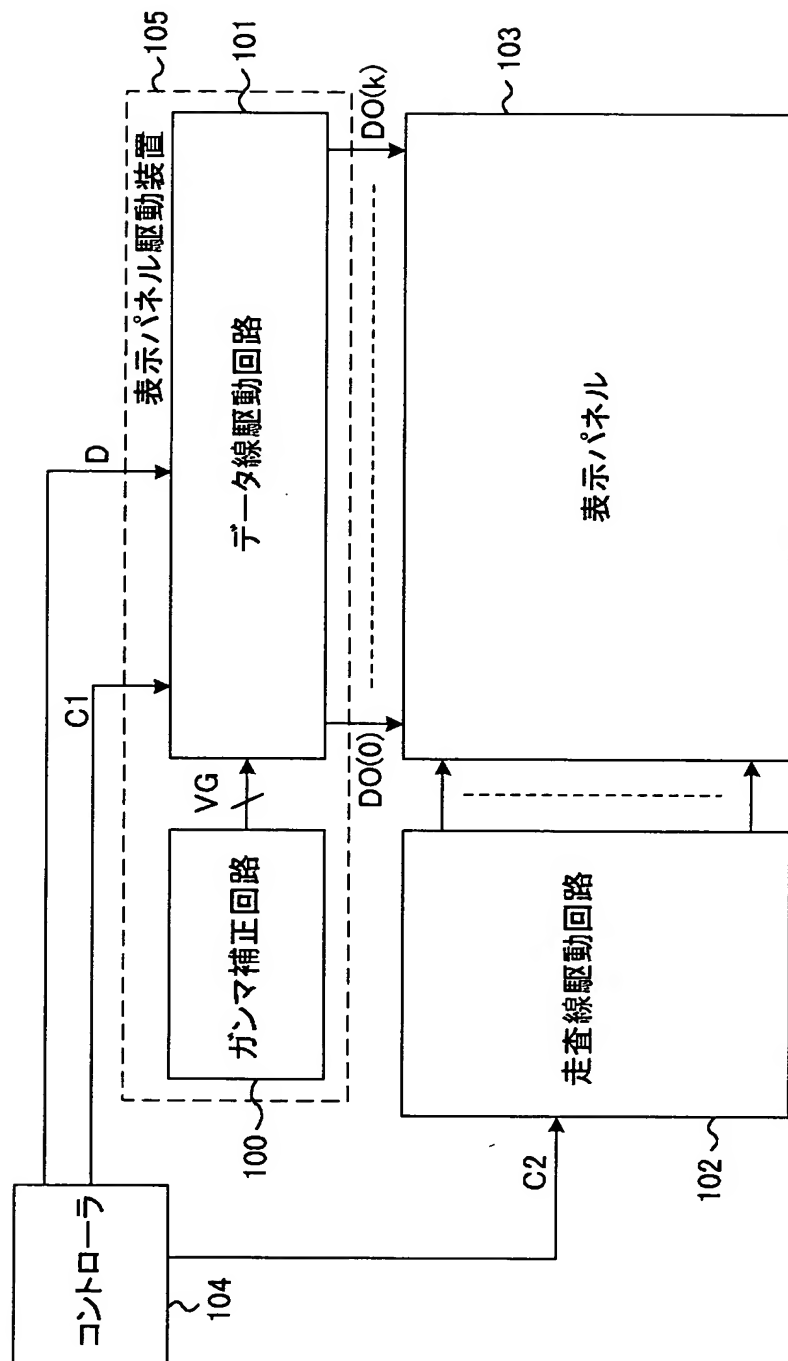 コントローラ
104
C1
D
表示パネル駆動装置
105
ガンマ補正回路
100
VG
データ線駆動回路
101
DO(0)
DO(k)
C2
走査線駆動回路
102
表示パネル
103